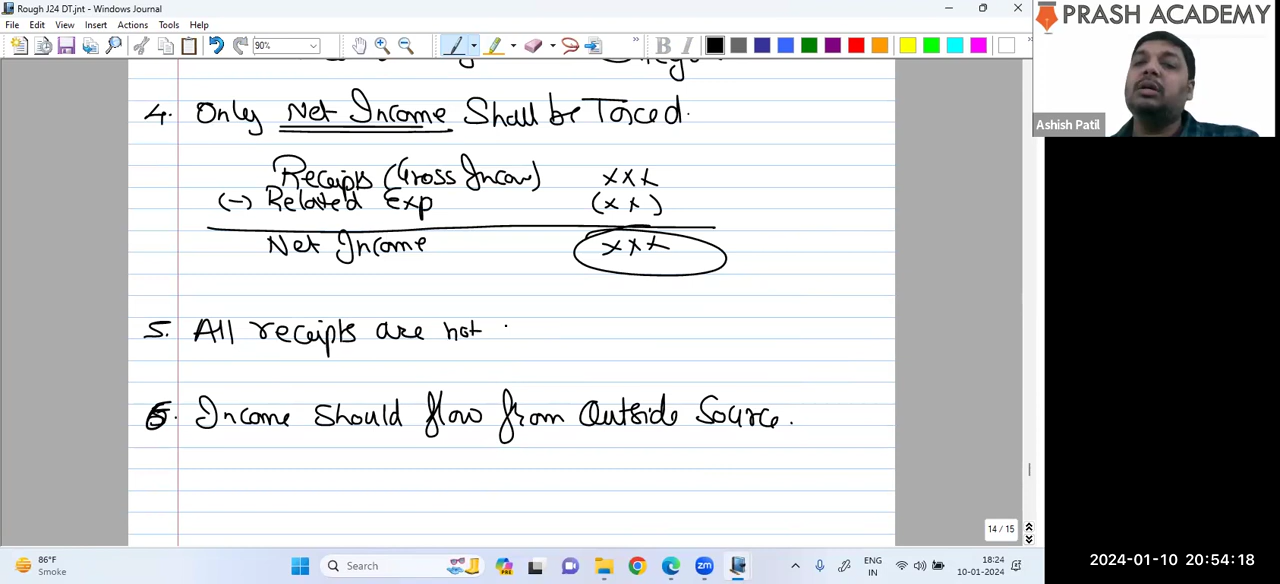 Rough J24 DT.jnt - Windows Journal
PRASH ACADEMY
File Edit View Insert Actions Tools Help
90%
4. Only Net Income Shall be Taxed.
Receipts (Gross Income) xxx
(-) Related Exp (xx)
Net Income xxx
5. All receipts are not
6. Income should flow from Outside Source.
Ashish Patil
14 / 15
86°F
Smoke
Search
ENG
IN
18:24
10-01-2024
2024-01-10 20:54:18